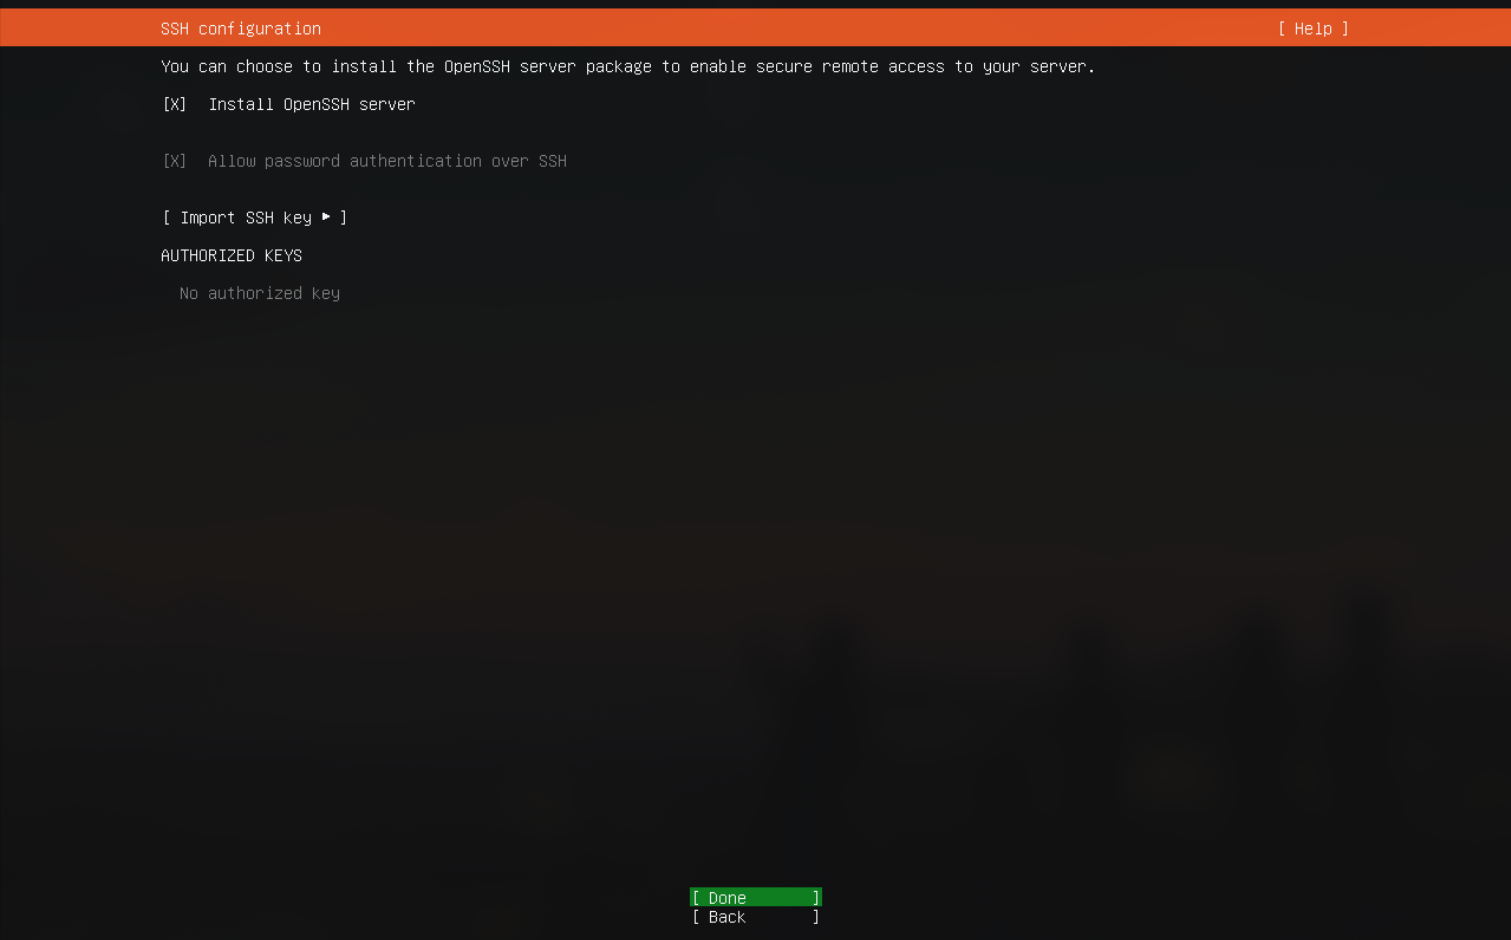 SSH configuration [ Help ]
You can choose to install the OpenSSH server package to enable secure remote access to your server.
[X] Install OpenSSH server
[X] Allow password authentication over SSH
[ Import SSH key ▸ ]
AUTHORIZED KEYS
No authorized key
[ Done ]
[ Back ]